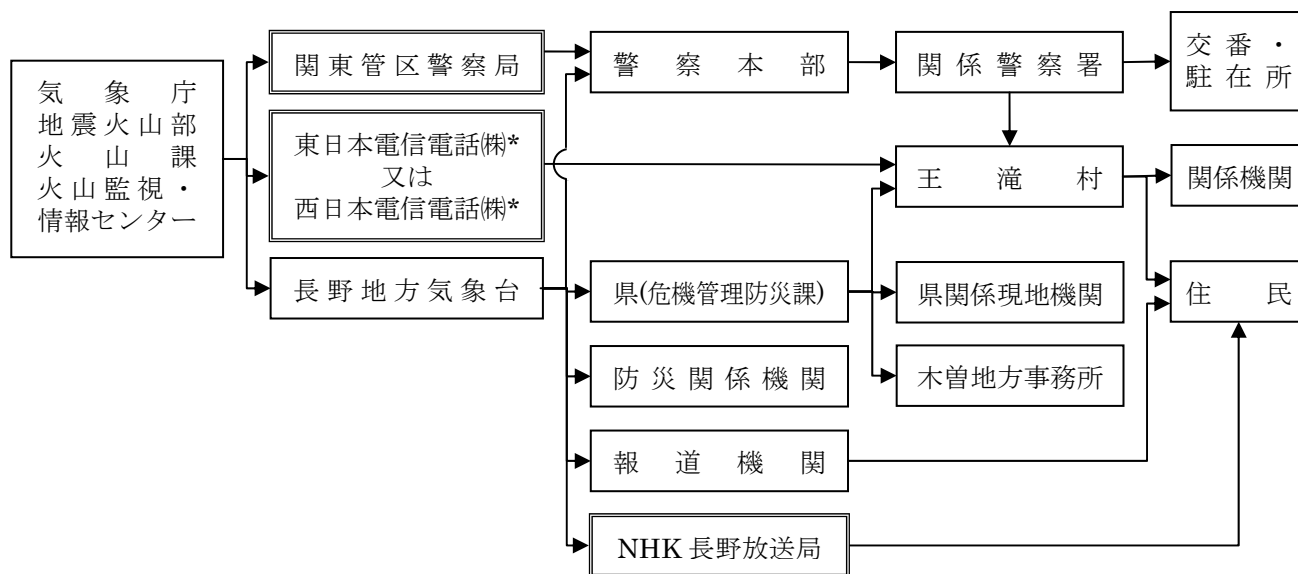 気象庁
地震火山部
火山課
火山監視・
情報センター
関東管区警察局
東日本電信電話㈱*
又は
西日本電信電話㈱*
長野地方気象台
警察本部
県(危機管理防災課)
防災関係機関
報道機関
NHK 長野放送局
関係警察署
王滝村
県関係現地機関
木曽地方事務所
交番・
駐在所
関係機関
住民